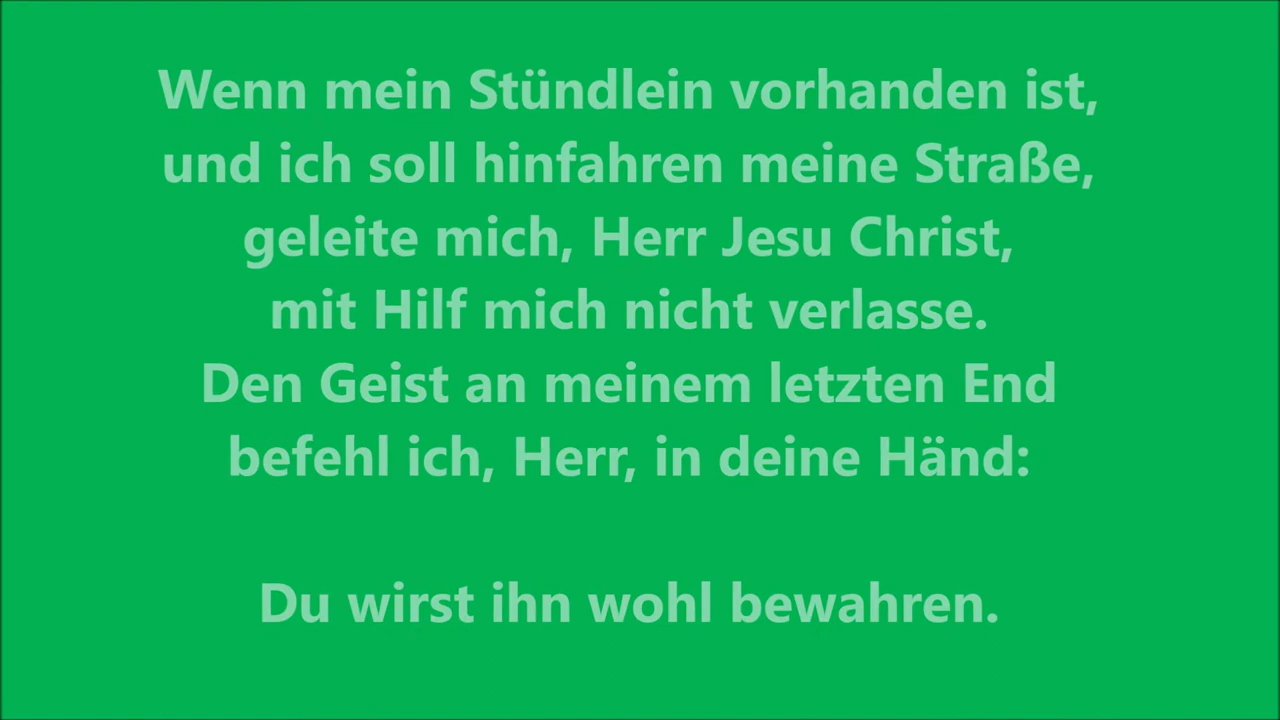 Wenn mein Stündlein vorhanden ist,
und ich soll hinfahren meine Straße,
geleite mich, Herr Jesu Christ,
mit Hilf mich nicht verlasse.
Den Geist an meinem letzten End
befehl ich, Herr, in deine Händ:
Du wirst ihn wohl bewahren.